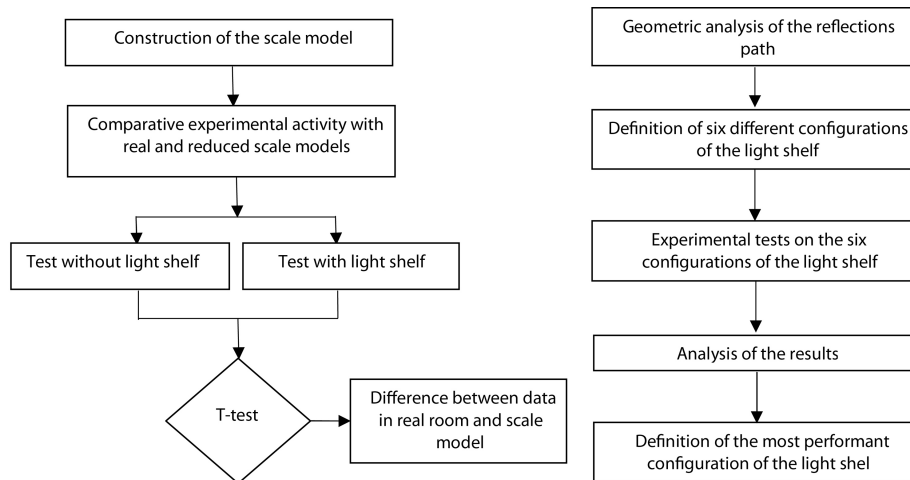 Construction of the scale model
Comparative experimental activity with
real and reduced scale models
Test without light shelf
Test with light shelf
T-test
Difference between data
in real room and scale
model
Geometric analysis of the reflections
path
Definition of six different configurations
of the light shelf
Experimental tests on the six
configurations of the light shelf
Analysis of the results
Definition of the most performant
configuration of the light shel